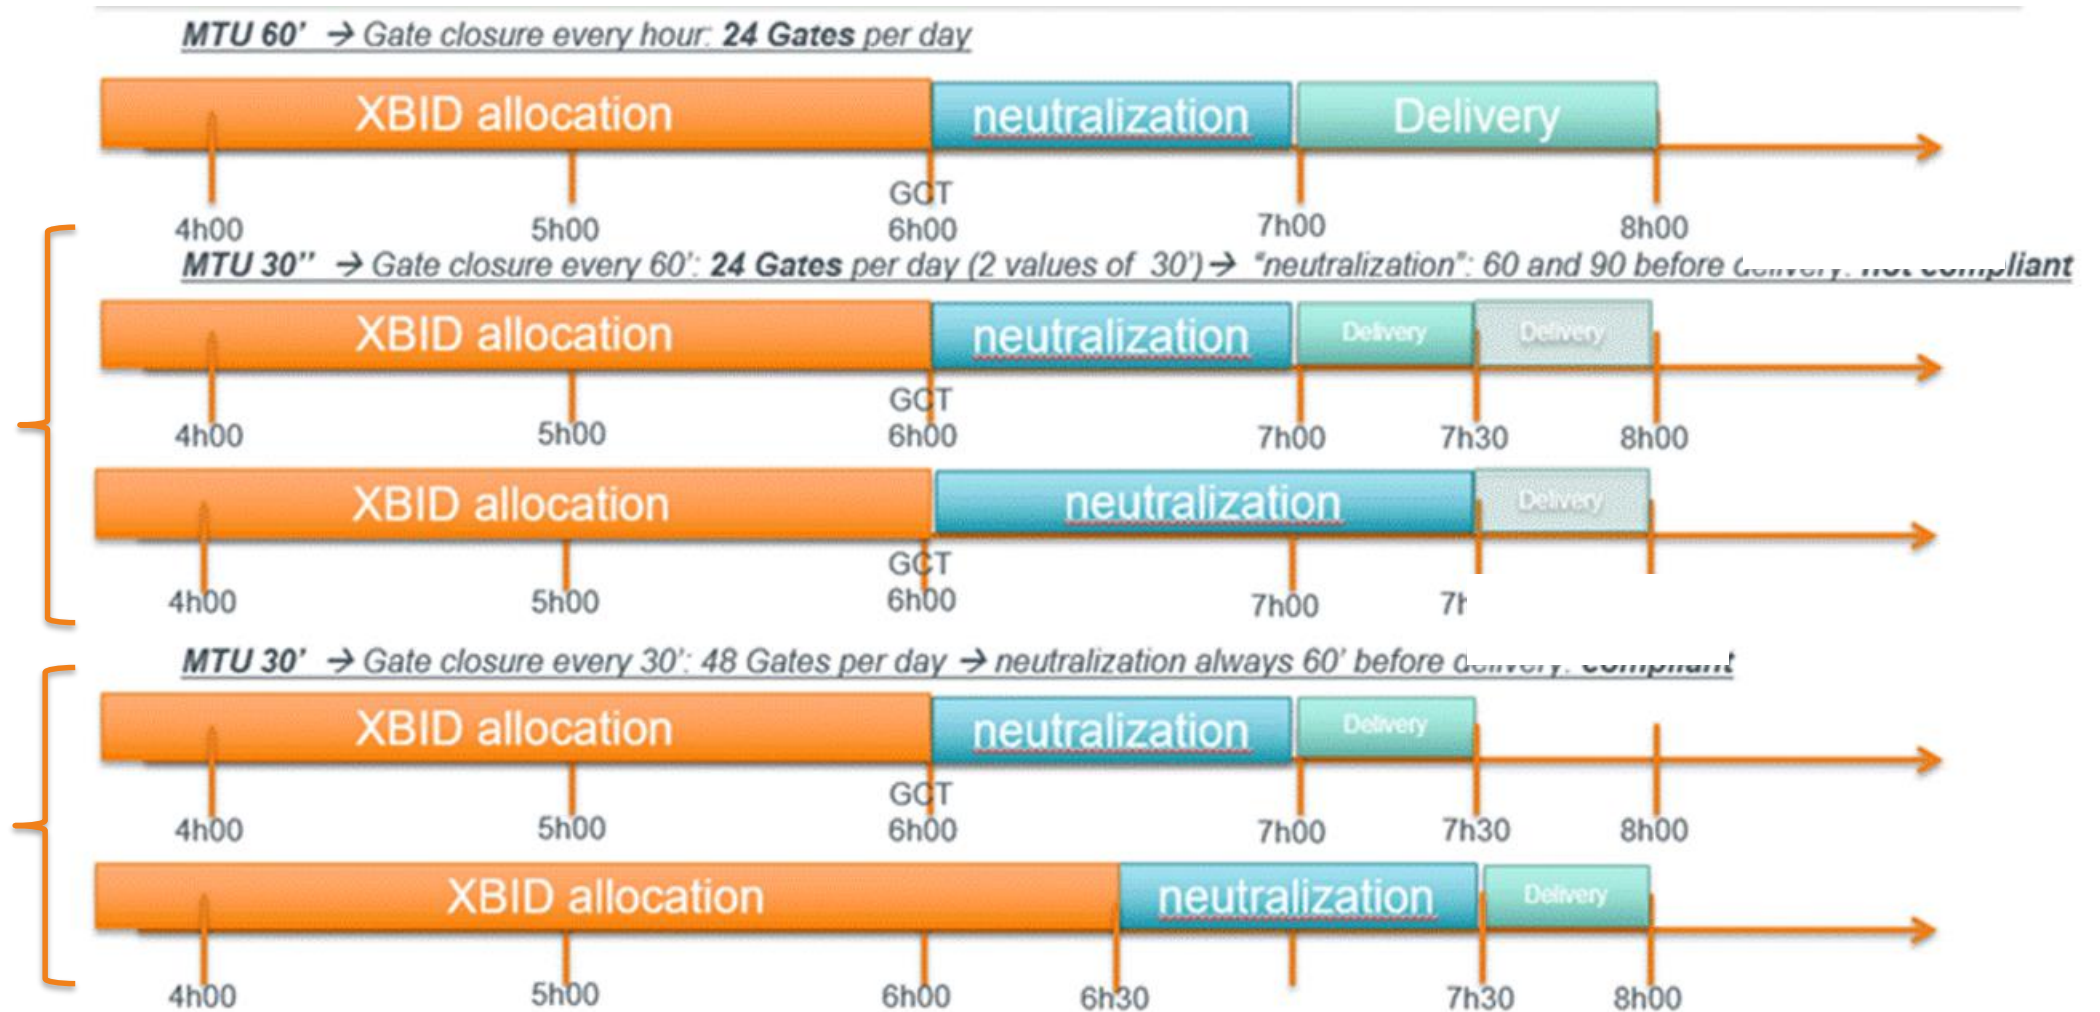 MTU 60’ → Gate closure every hour: 24 Gates per day
XBID allocation neutralization Delivery
GCT
4h00 5h00 6h00 7h00 8h00
MTU 30’’ → Gate closure every 60’: 24 Gates per day (2 values of 30’) → “neutralization”: 60 and 90 before delivery: not compliant
XBID allocation neutralization Delivery Delivery
GCT
4h00 5h00 6h00 7h00 7h30 8h00
XBID allocation neutralization Delivery
GCT
4h00 5h00 6h00 7h00
MTU 30’ → Gate closure every 30’: 48 Gates per day → neutralization always 60’ before delivery: compliant
XBID allocation neutralization Delivery
GCT
4h00 5h00 6h00 7h00 7h30 8h00
XBID allocation neutralization Delivery
4h00 5h00 6h00 6h30 7h30 8h00